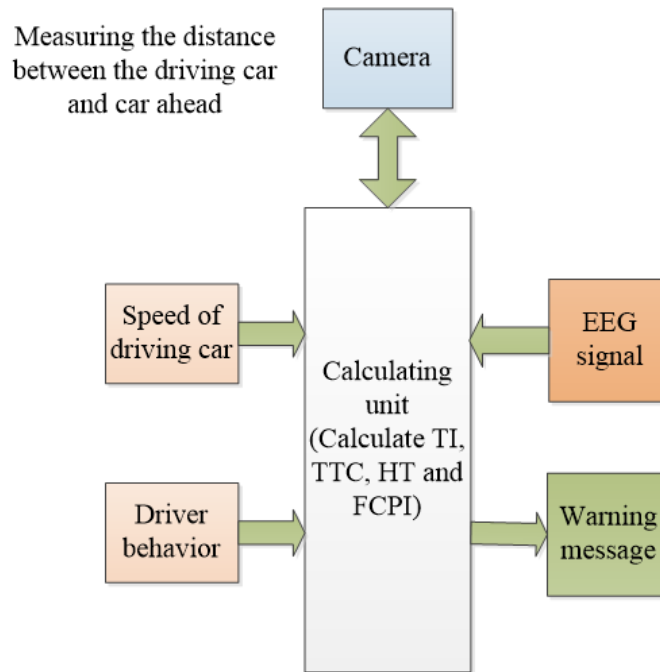 Measuring the distance
between the driving car
and car ahead
Camera
Speed of
driving car
EEG
signal
Calculating
unit
(Calculate TI,
TTC, HT and
FCPI)
Driver
behavior
Warning
message